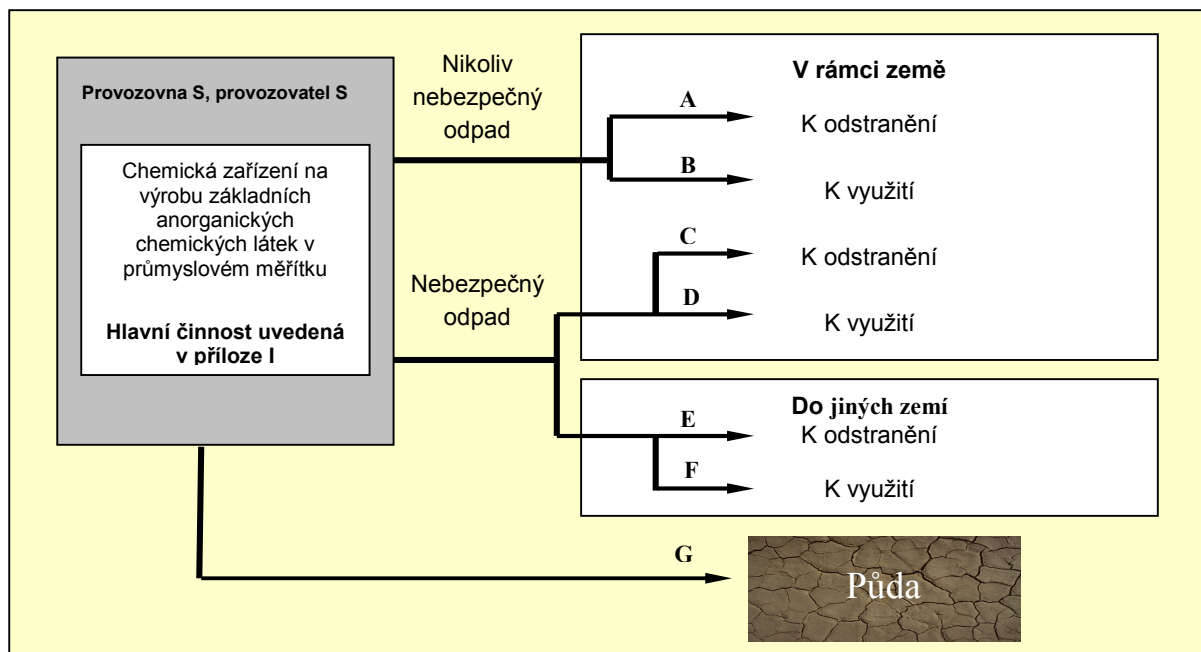 Provozovna S, provozovatel S
Chemická zařízení na
výrobu základních
anorganických
chemických látek v
průmyslovém měřítku
Hlavní činnost uvedená
v příloze I
Nikoliv
nebezpečný
odpad
Nebezpečný
odpad
V rámci země
A
K odstranění
B
K využití
C
K odstranění
D
K využití
Do jiných zemí
E
K odstranění
F
K využití
G
Půda